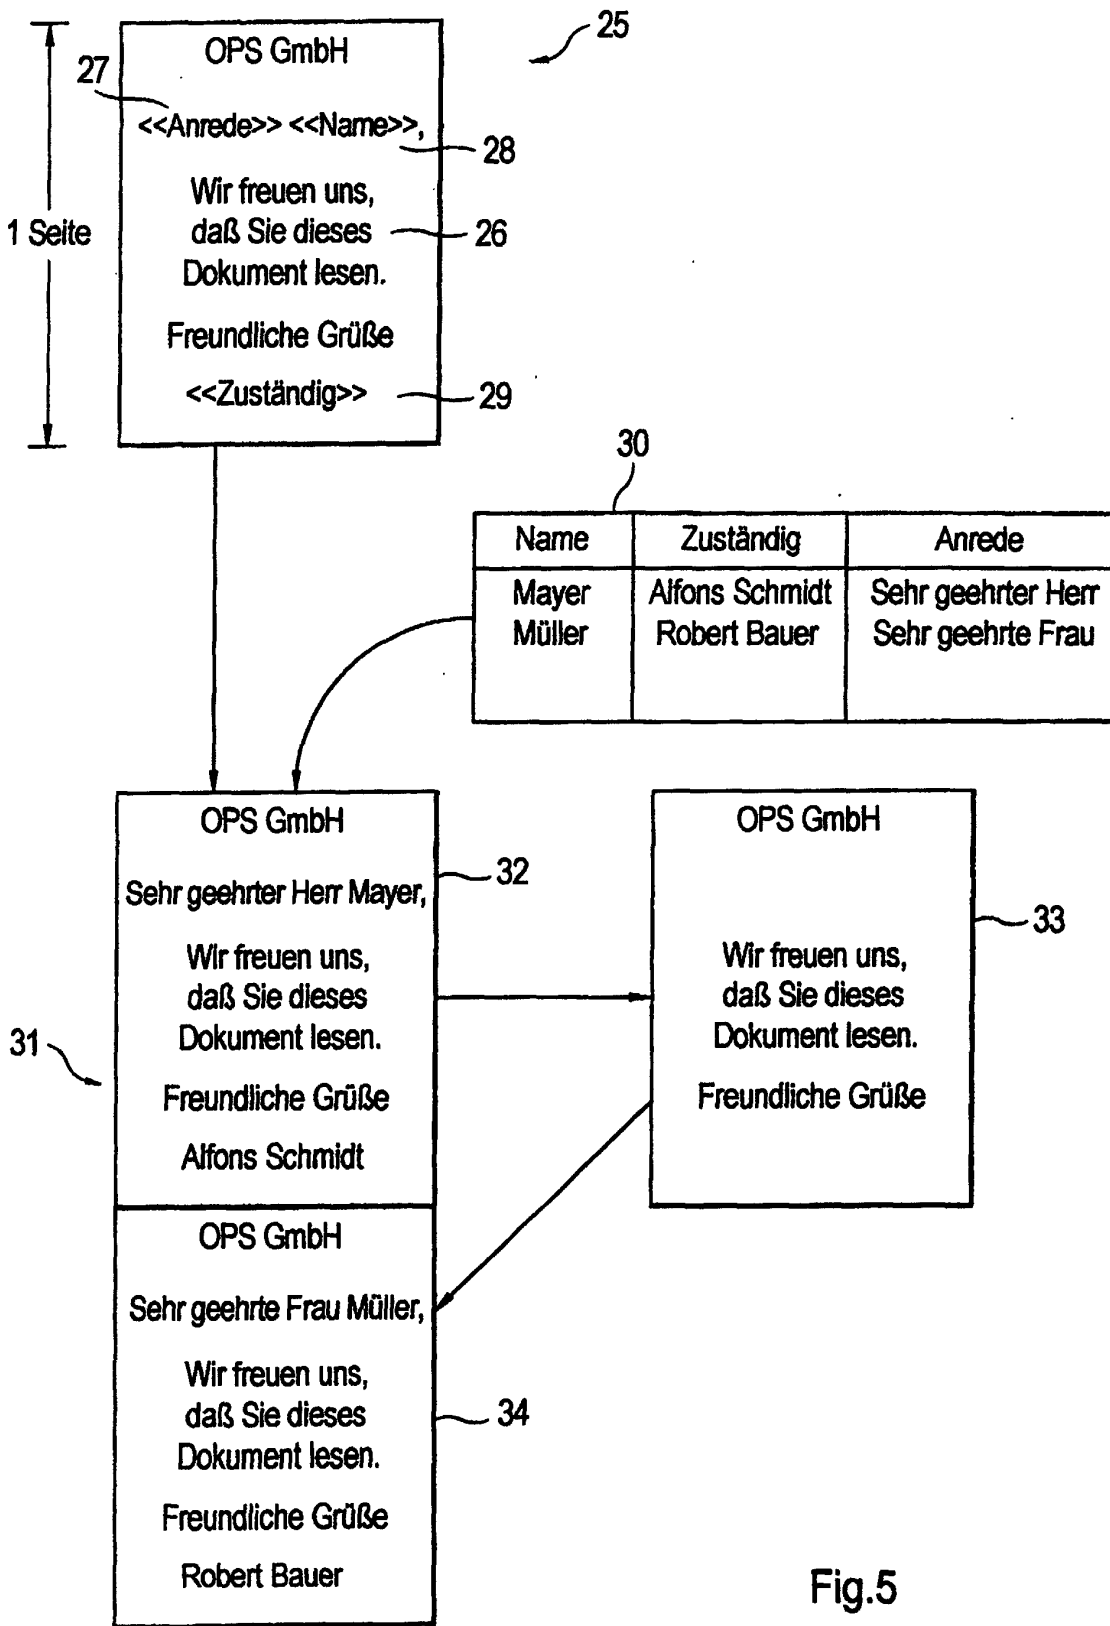 25
OPS GmbH
27
<<Anrede>> <<Name>>,
28
Wir freuen uns,
1 Seite
daß Sie dieses
26
Dokument lesen.
Freundliche Grüße
<<Zuständig>>
29
30
Name Zuständig Anrede
Mayer Alfons Schmidt Sehr geehrter Herr
Müller Robert Bauer Sehr geehrte Frau
OPS GmbH
Sehr geehrter Herr Mayer,
32
Wir freuen uns,
daß Sie dieses
Dokument lesen.
31
Freundliche Grüße
Alfons Schmidt
OPS GmbH
33
Wir freuen uns,
daß Sie dieses
Dokument lesen.
Freundliche Grüße
OPS GmbH
Sehr geehrte Frau Müller,
Wir freuen uns,
daß Sie dieses
34
Dokument lesen.
Freundliche Grüße
Robert Bauer
Fig.5